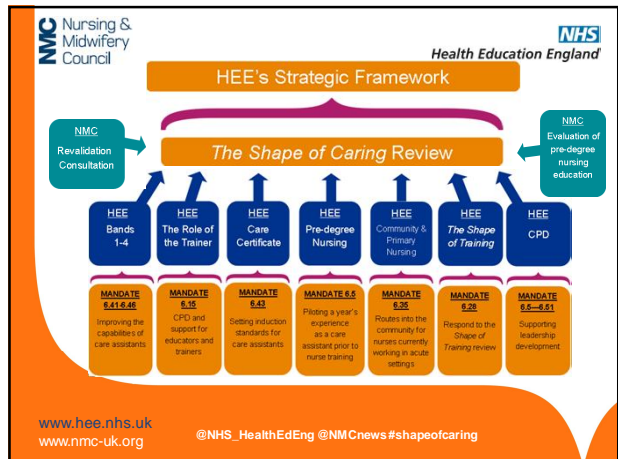 NMC
Nursing &
Midwifery
Council
NHS
Health Education England
HEE's Strategic Framework
NMC
Revalidation
Consultation
The Shape of Caring Review
NMC
Evaluation of
pre-degree
nursing
education
HEE
Bands
1-4
HEE
The Role of
the Trainer
HEE
Care
Certificate
HEE
Pre-degree
Nursing
HEE
Community &
Primary
Nursing
HEE
The Shape
of Training
HEE
CPD
MANDATE
6.41-6.46
Improving the
capabilities of
care assistants
MANDATE
6.15
CPD and
support for
educators and
trainers
MANDATE
6.43
Setting induction
standards for
care assistants
MANDATE 6.5
Piloting a year's
experience
as a care
assistant prior to
nurse training
MANDATE
6.35
Routes into the
community for
nurses currently
working in acute
settings
MANDATE
6.28
Respond to the
Shape of
Training review
MANDATE
6.5—6.51
Supporting
leadership
development
www.hee.nhs.uk
www.nmc-uk.org
@NHS_HealthEdEng @NMCnews #shapeofcaring